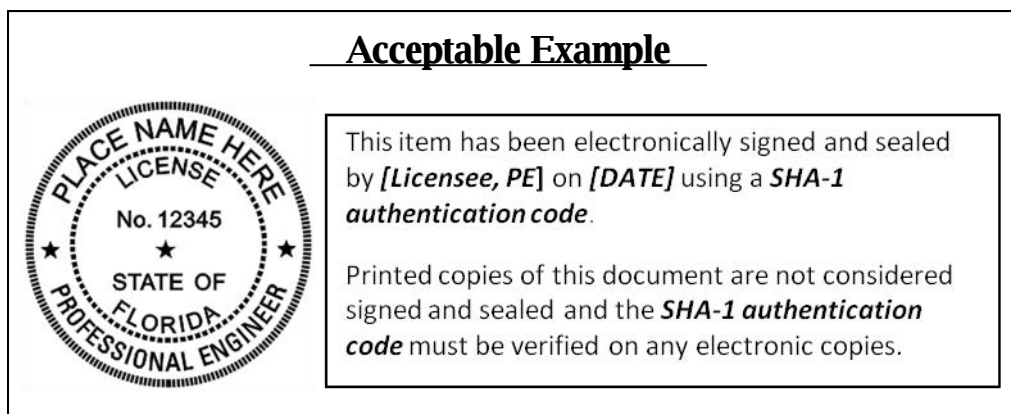 Acceptable Example
PLACE NAME HERE
LICENSE
No. 12345
STATE OF
FLORIDA
PROFESSIONAL ENGINEER
This item has been electronically signed and sealed
by [Licensee, PE] on [DATE] using a SHA-1
authentication code.
Printed copies of this document are not considered
signed and sealed and the SHA-1 authentication
code must be verified on any electronic copies.